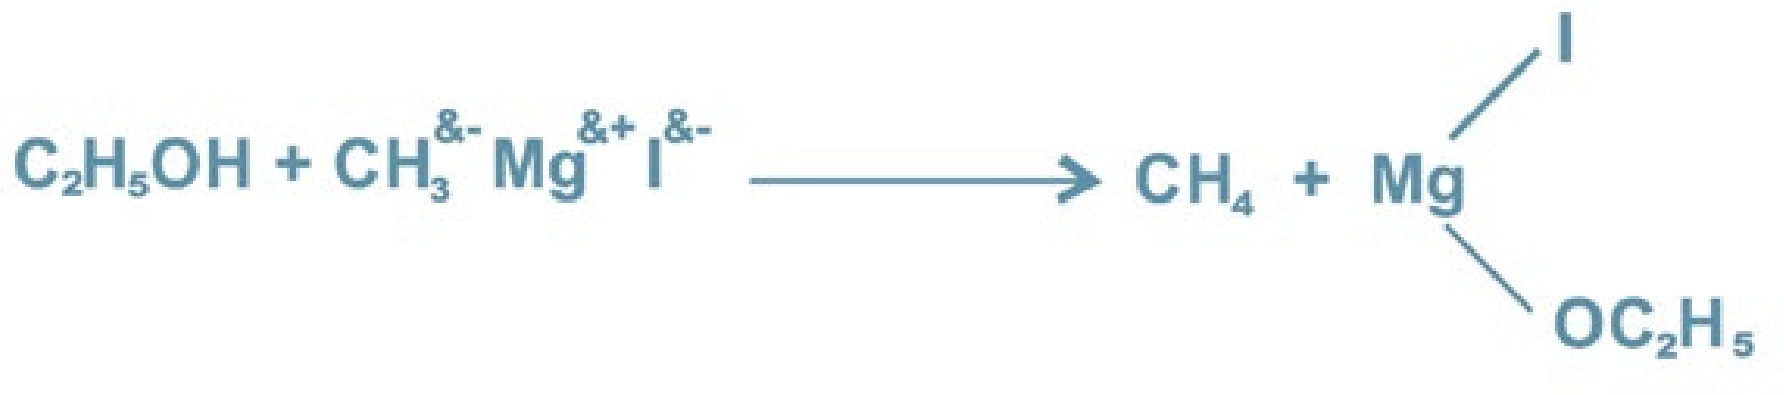 I
C₂H₅OH + CH₃&- Mg&+ I&- → CH₄ + Mg
OC₂H₅